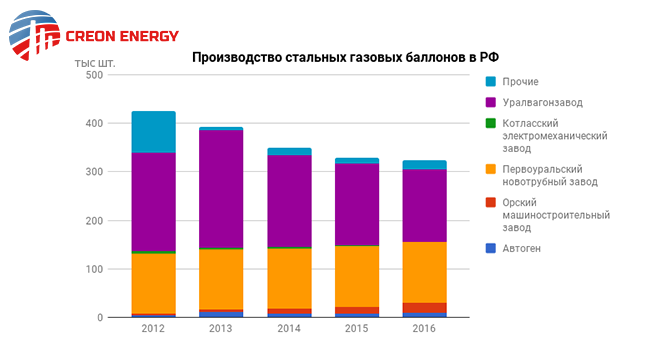 CREON ENERGY
Производство стальных газовых баллонов в РФ
тыс шт.
500
400
300
200
100
0
2012
2013
2014
2015
2016
Прочие
Уралвагонзавод
Котласский
электромеханический
завод
Первоуральский
новотрубный завод
Орский
машиностроительный
завод
Автоген